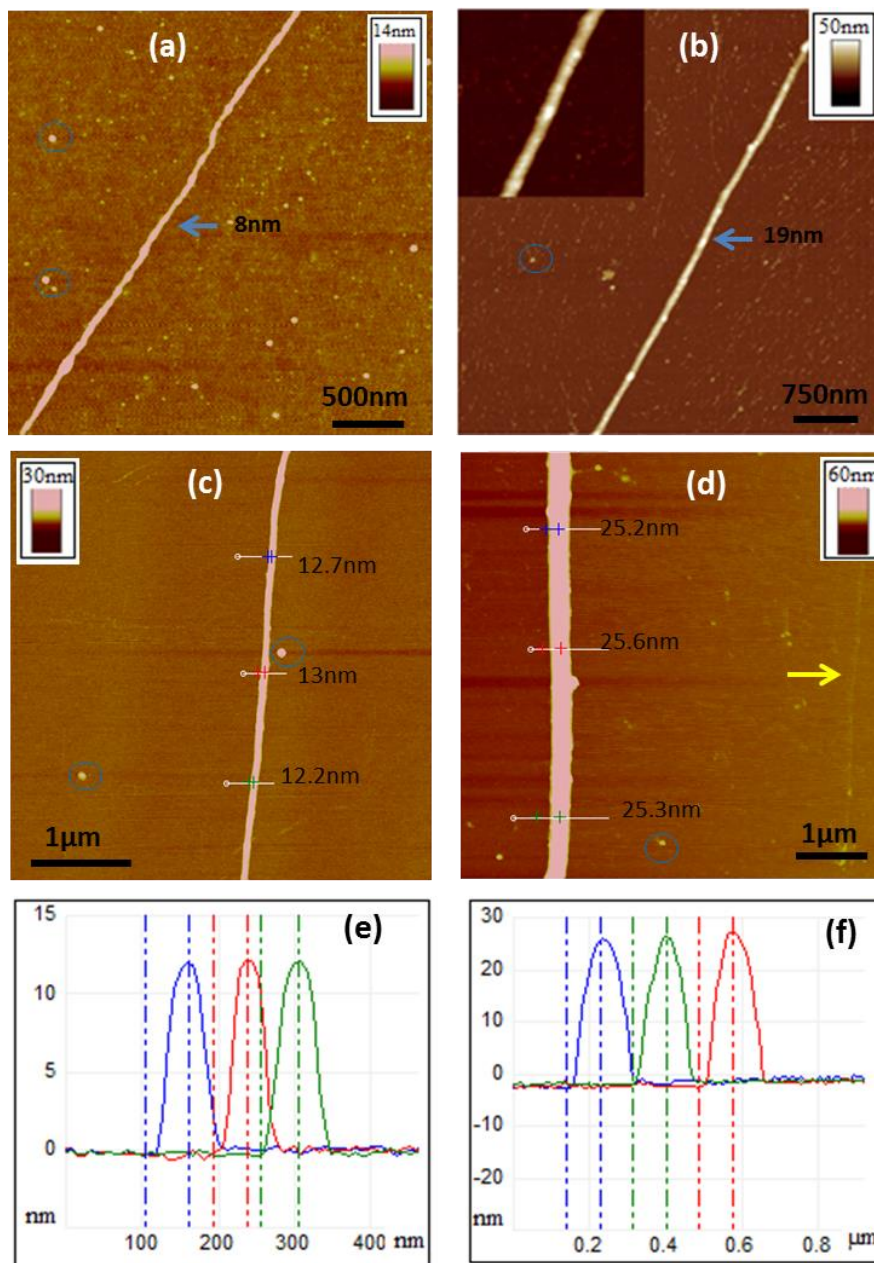 (a)
14nm
8nm
500nm
(b)
50nm
19nm
750nm
(c)
30nm
12.7nm
13nm
12.2nm
1µm
(d)
60nm
25.2nm
25.6nm
25.3nm
1µm
(e)
15
10
5
0
nm
100 200 300 400 nm
(f)
30
20
10
0
-10
-20
nm
0.2 0.4 0.6 0.8 µm